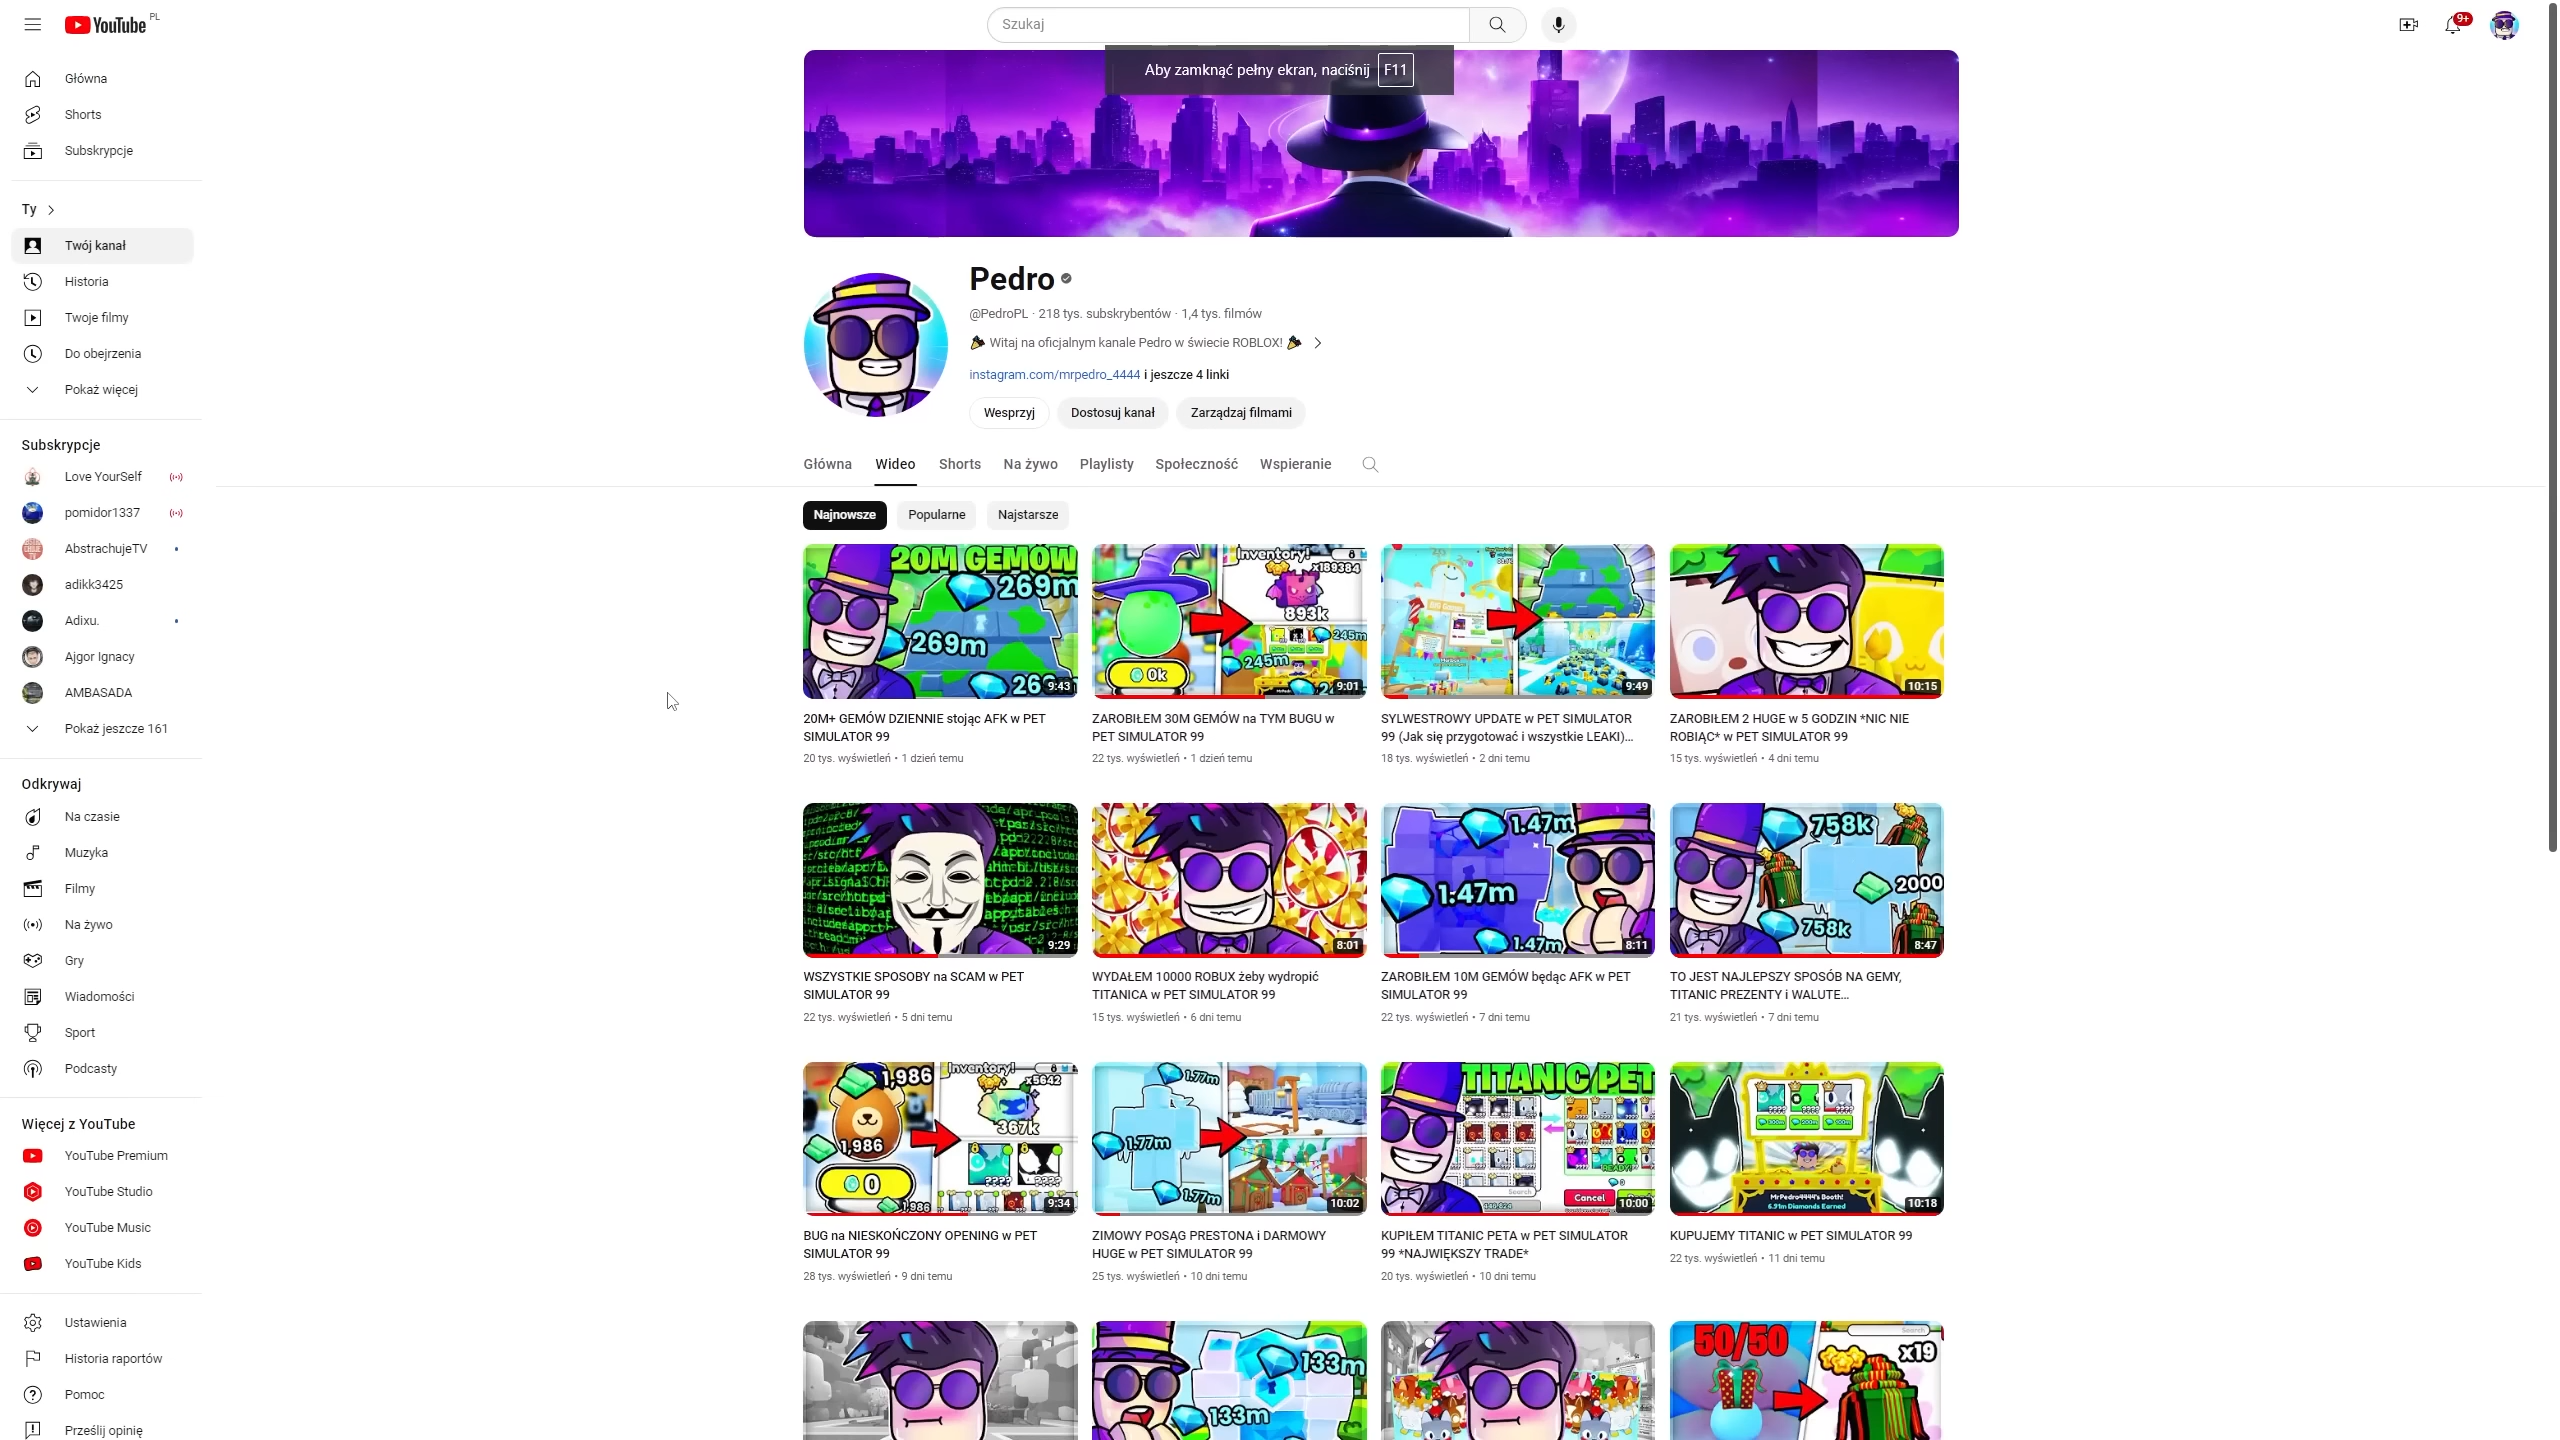 YouTube PL
Szukaj
9+
Aby zamknąć pełny ekran, naciśnij F11
Główna
Shorts
Subskrypcje
Ty
Twój kanał
Historia
Twoje filmy
Do obejrzenia
Pokaż więcej
Subskrypcje
Love YourSelf
pomidor1337
AbstrachujeTV
adikk3425
Adixu.
Ajgor Ignacy
AMBASADA
Pokaż jeszcze 161
Odkrywaj
Na czasie
Muzyka
Filmy
Na żywo
Gry
Wiadomości
Sport
Podcasty
Więcej z YouTube
YouTube Premium
YouTube Studio
YouTube Music
YouTube Kids
Ustawienia
Historia raportów
Pomoc
Prześlij opinię
Pedro
@PedroPL · 218 tys. subskrybentów · 1,4 tys. filmów
Witaj na oficjalnym kanale Pedro w świecie ROBLOX!
instagram.com/mrpedro_4444 i jeszcze 4 linki
Wesprzyj Dostosuj kanał Zarządzaj filmami
Główna Wideo Shorts Na żywo Playlisty Społeczność Wspieranie
Najnowsze Popularne Najstarsze
20M GEMÓW
269m
269m
9:43
20M+ GEMÓW DZIENNIE stojąc AFK w PET
SIMULATOR 99
20 tys. wyświetleń • 1 dzień temu
Inventory!
x189384
893k
245m
245m
0k
9:01
ZAROBIŁEM 30M GEMÓW na TYM BUGU w
PET SIMULATOR 99
22 tys. wyświetleń • 1 dzień temu
9:49
SYLWESTROWY UPDATE w PET SIMULATOR
99 (Jak się przygotować i wszystkie LEAKI)...
18 tys. wyświetleń • 2 dni temu
10:15
ZAROBIŁEM 2 HUGE w 5 GODZIN *NIC NIE
ROBIĄC* w PET SIMULATOR 99
15 tys. wyświetleń • 4 dni temu
9:29
WSZYSTKIE SPOSOBY na SCAM w PET
SIMULATOR 99
22 tys. wyświetleń • 5 dni temu
8:01
WYDAŁEM 10000 ROBUX żeby wydropić
TITANICA w PET SIMULATOR 99
15 tys. wyświetleń • 6 dni temu
1.47m
1.47m
1.47m
8:11
ZAROBIŁEM 10M GEMÓW będąc AFK w PET
SIMULATOR 99
22 tys. wyświetleń • 7 dni temu
758k
2000
758k
8:47
TO JEST NAJLEPSZY SPOSÓB NA GEMY,
TITANIC PREZENTY i WALUTE...
21 tys. wyświetleń • 7 dni temu
1,986
Inventory!
x5642
367k
1,986
????
????
0
1,986
9:34
BUG na NIESKOŃCZONY OPENING w PET
SIMULATOR 99
28 tys. wyświetleń • 9 dni temu
1.77m
1.77m
1.77m
10:02
ZIMOWY POSĄG PRESTONA i DARMOWY
HUGE w PET SIMULATOR 99
25 tys. wyświetleń • 10 dni temu
TITANIC PET
READY!
Search
Cancel
10:00
KUPIŁEM TITANIC PETA w PET SIMULATOR
99 *NAJWIĘKSZY TRADE*
20 tys. wyświetleń • 10 dni temu
MrPedro4444's Booth!
6.91m Diamonds Earned
10:18
KUPUJEMY TITANIC w PET SIMULATOR 99
22 tys. wyświetleń • 11 dni temu
133m
133m
50/50
Search
x19